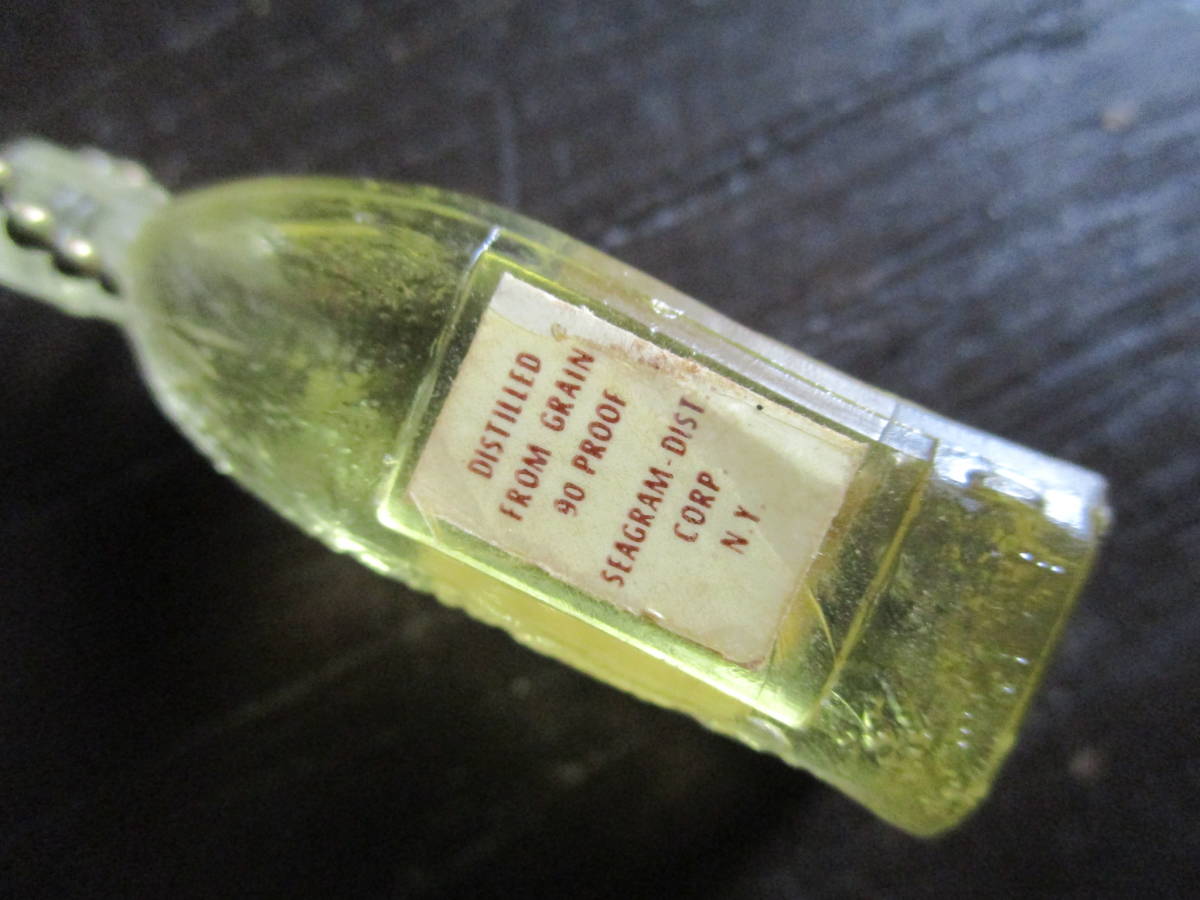 DISTILLED
FROM GRAIN
90 PROOF
SEAGRAM-DIST
CORP
N.Y.